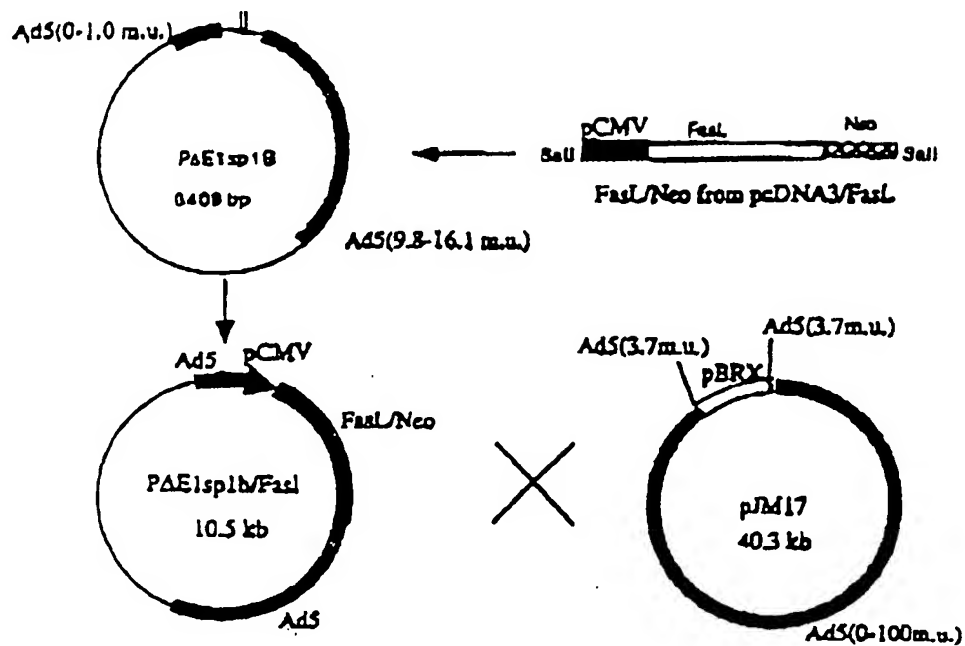 Ad5(0-1.0 m.u.)
pCMV
FasL
Neo
SalI
SalI
FasL/Neo from pcDNA3/FasL
PΔE1sp1B
6409 bp
Ad5(9.8-16.1 m.u.)
Ad5
pCMV
FasL/Neo
PΔE1sp1b/Fasl
10.5 kb
Ad5
Ad5(3.7m.u.)
Ad5(3.7m.u.)
pBRX
pJM17
40.3 kb
Ad5(0-100m.u.)